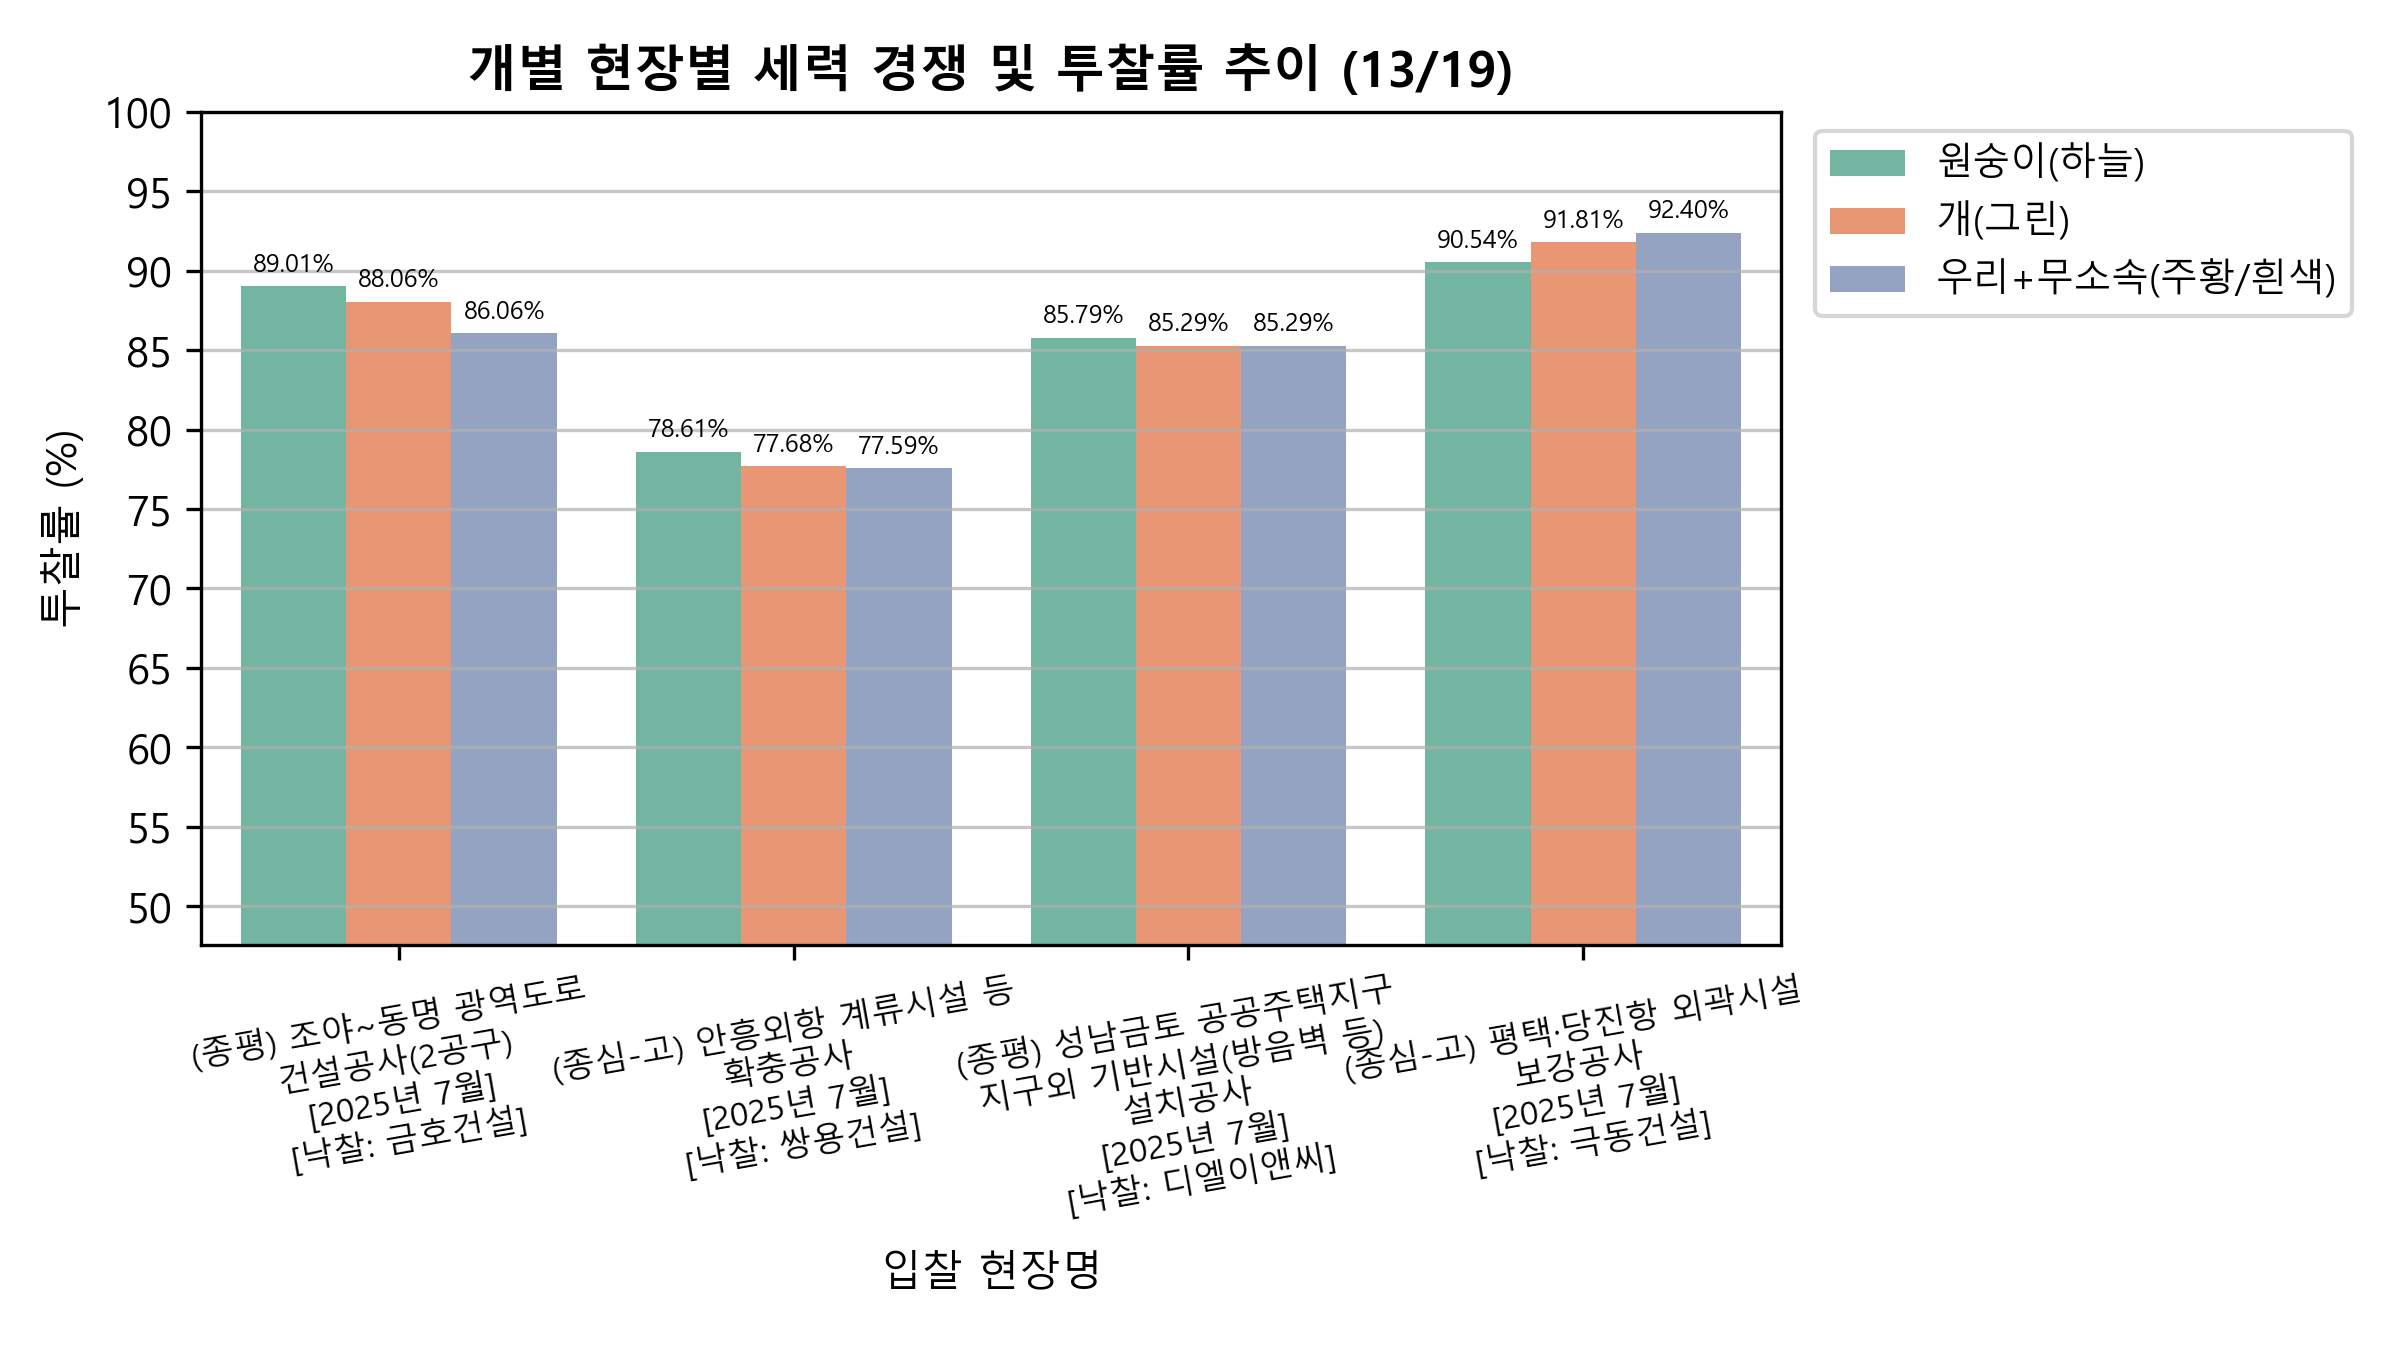 개별 현장별 세력 경쟁 및 투찰률 추이 (13/19)
100
95
90
85
80
75
70
65
60
55
50
투찰률 (%)
89.01%
88.06%
86.06%
78.61%
77.68%
77.59%
85.79%
85.29%
85.29%
90.54%
91.81%
92.40%
원숭이(하늘)
개(그린)
우리+무소속(주황/흰색)
(종평) 조야~동명 광역도로
건설공사(2공구)
[2025년 7월]
[낙찰: 금호건설]
(종심-고) 안흥외항 계류시설 등
확충공사
[2025년 7월]
[낙찰: 쌍용건설]
(종평) 성남금토 공공주택지구
지구외 기반시설(방음벽 등)
설치공사
[2025년 7월]
[낙찰: 디엘이앤씨]
(종심-고) 평택·당진항 외곽시설
보강공사
[2025년 7월]
[낙찰: 극동건설]
입찰 현장명